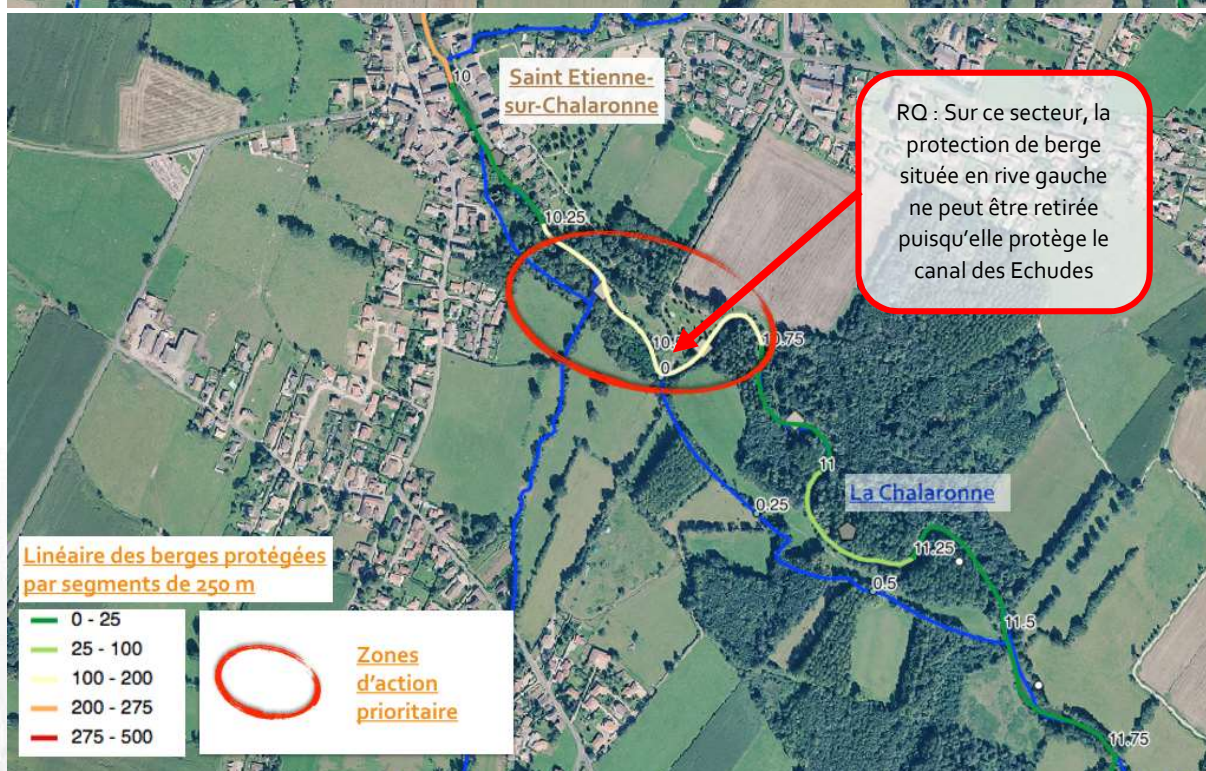 10
Saint Etienne-
sur-Chalaronne
RQ : Sur ce secteur, la
protection de berge
située en rive gauche
ne peut être retirée
puisqu'elle protège le
canal des Echudes
10.25
10.75
0
11
La Chalaronne
0.25
11.25
0.5
11.5
11.75
Linéaire des berges protégées
par segments de 250 m
0 - 25
25 - 100
100 - 200
200 - 275
275 - 500
Zones
d'action
prioritaire